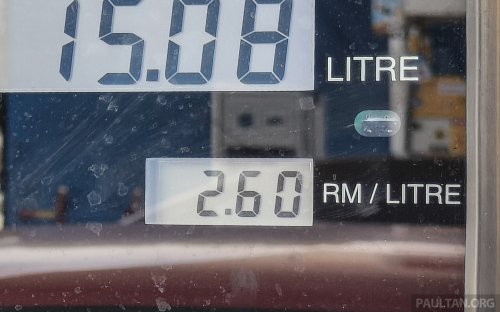 15.08 LITRE
2.60 RM / LITRE
PAULTAN.ORG